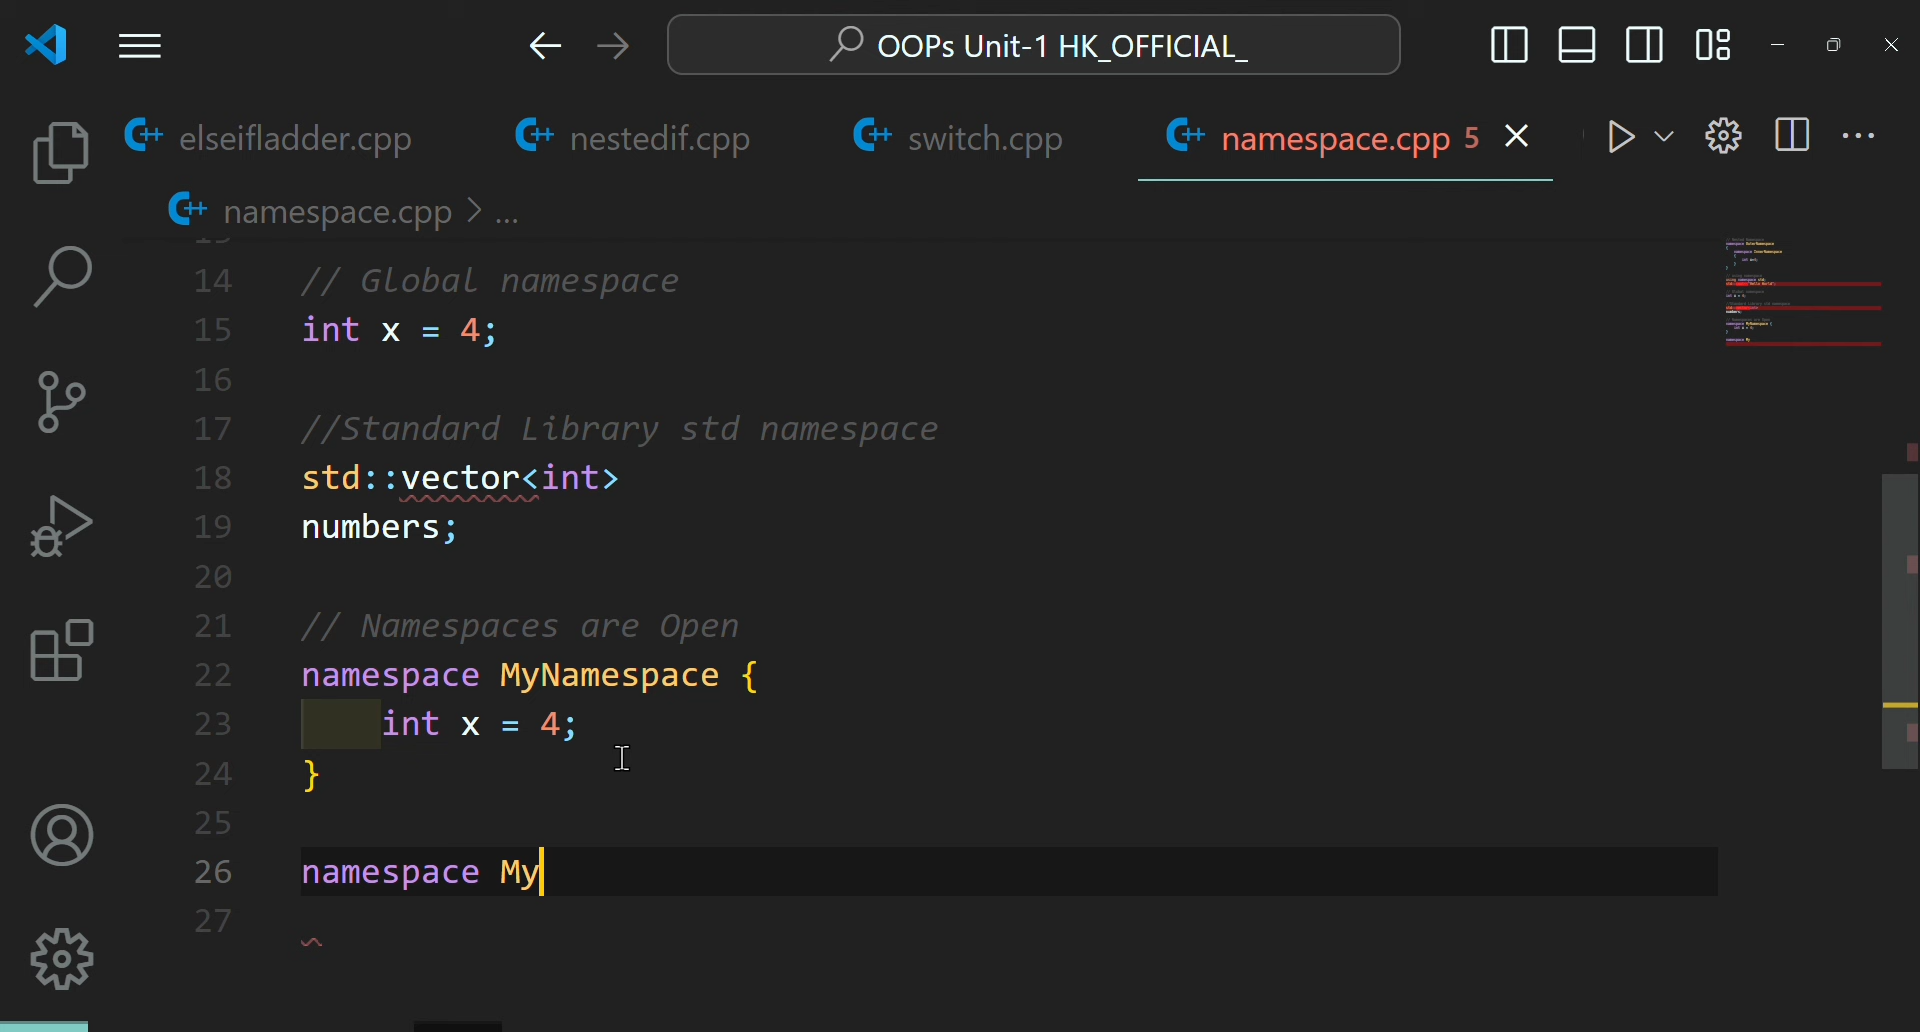 OOPs Unit-1 HK_OFFICIAL_
elseifladder.cpp nestedif.cpp switch.cpp namespace.cpp 5
namespace.cpp > ...
14 // Global namespace
15 int x = 4;
16
17 //Standard Library std namespace
18 std::vector<int>
19 numbers;
20
21 // Namespaces are Open
22 namespace MyNamespace {
23 int x = 4;
24 }
25
26 namespace My
27